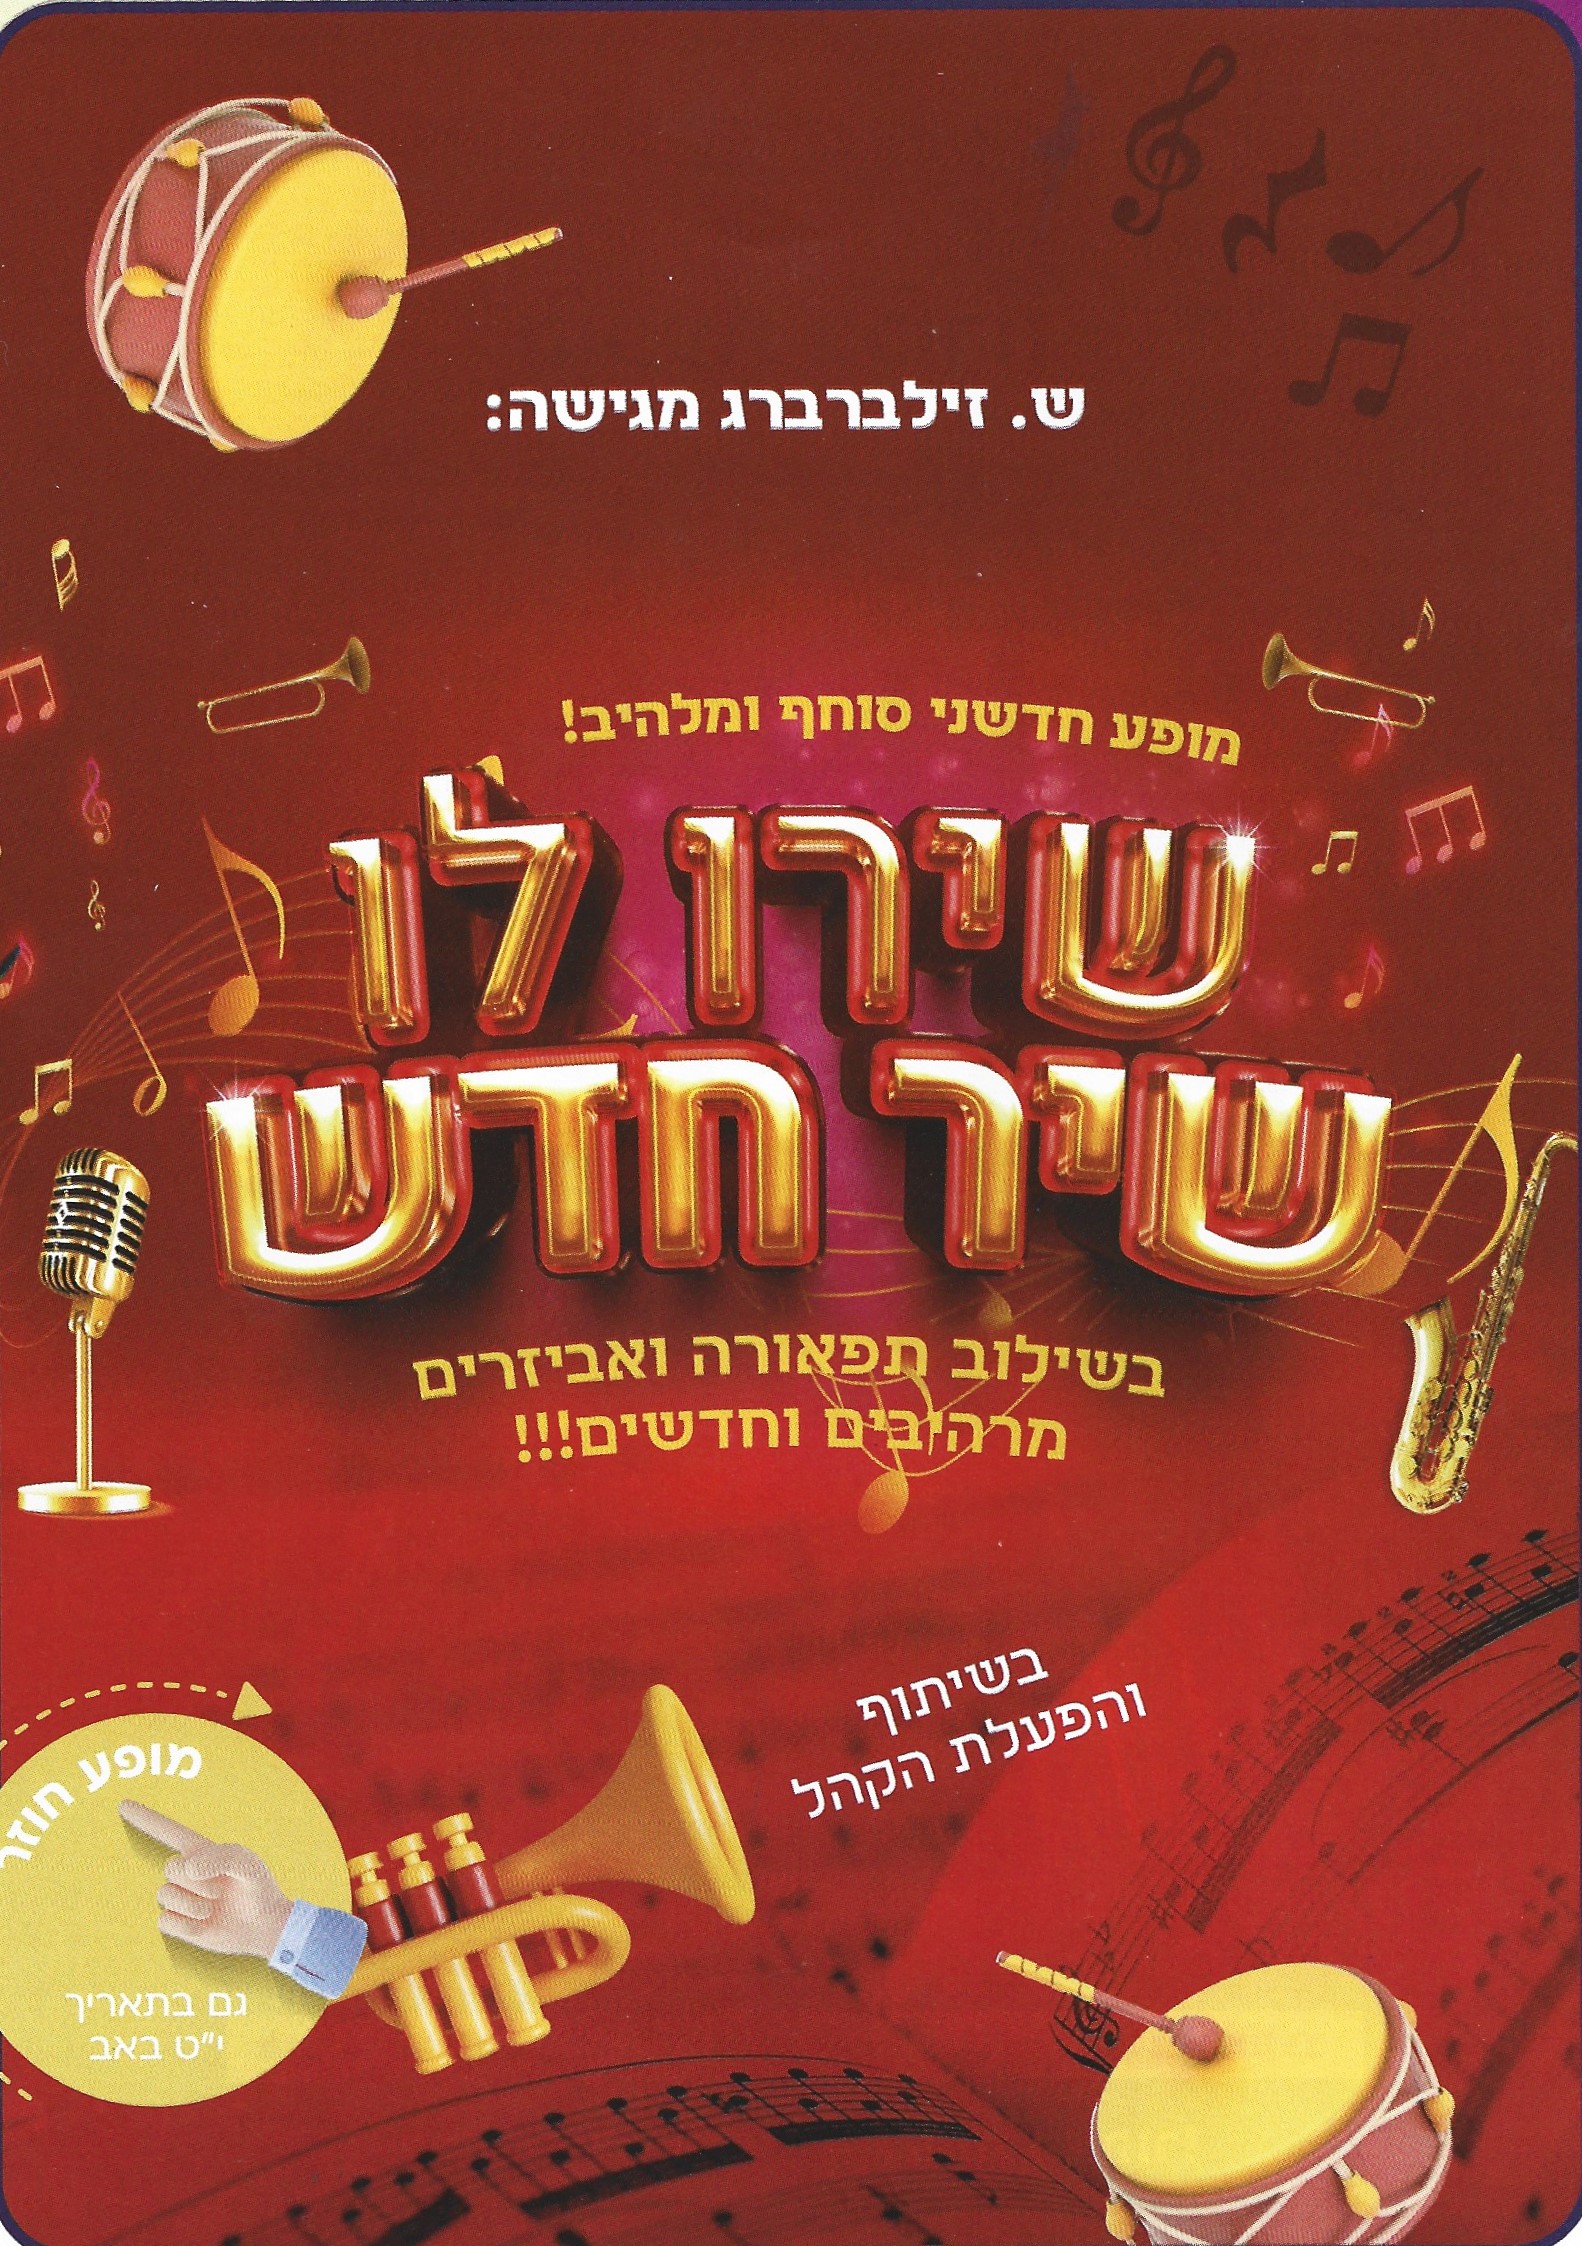 ש. זילברברג מגישה:
מופע חדשני סוחף ומלהיב!
שירו לו
שיר חדש
בשילוב תפאורה ואביזרים
מרהיבים וחדשים!!!
בשיתוף
והפעלת הקהל
מופע חוזר
גם בתאריך
י"ט באב